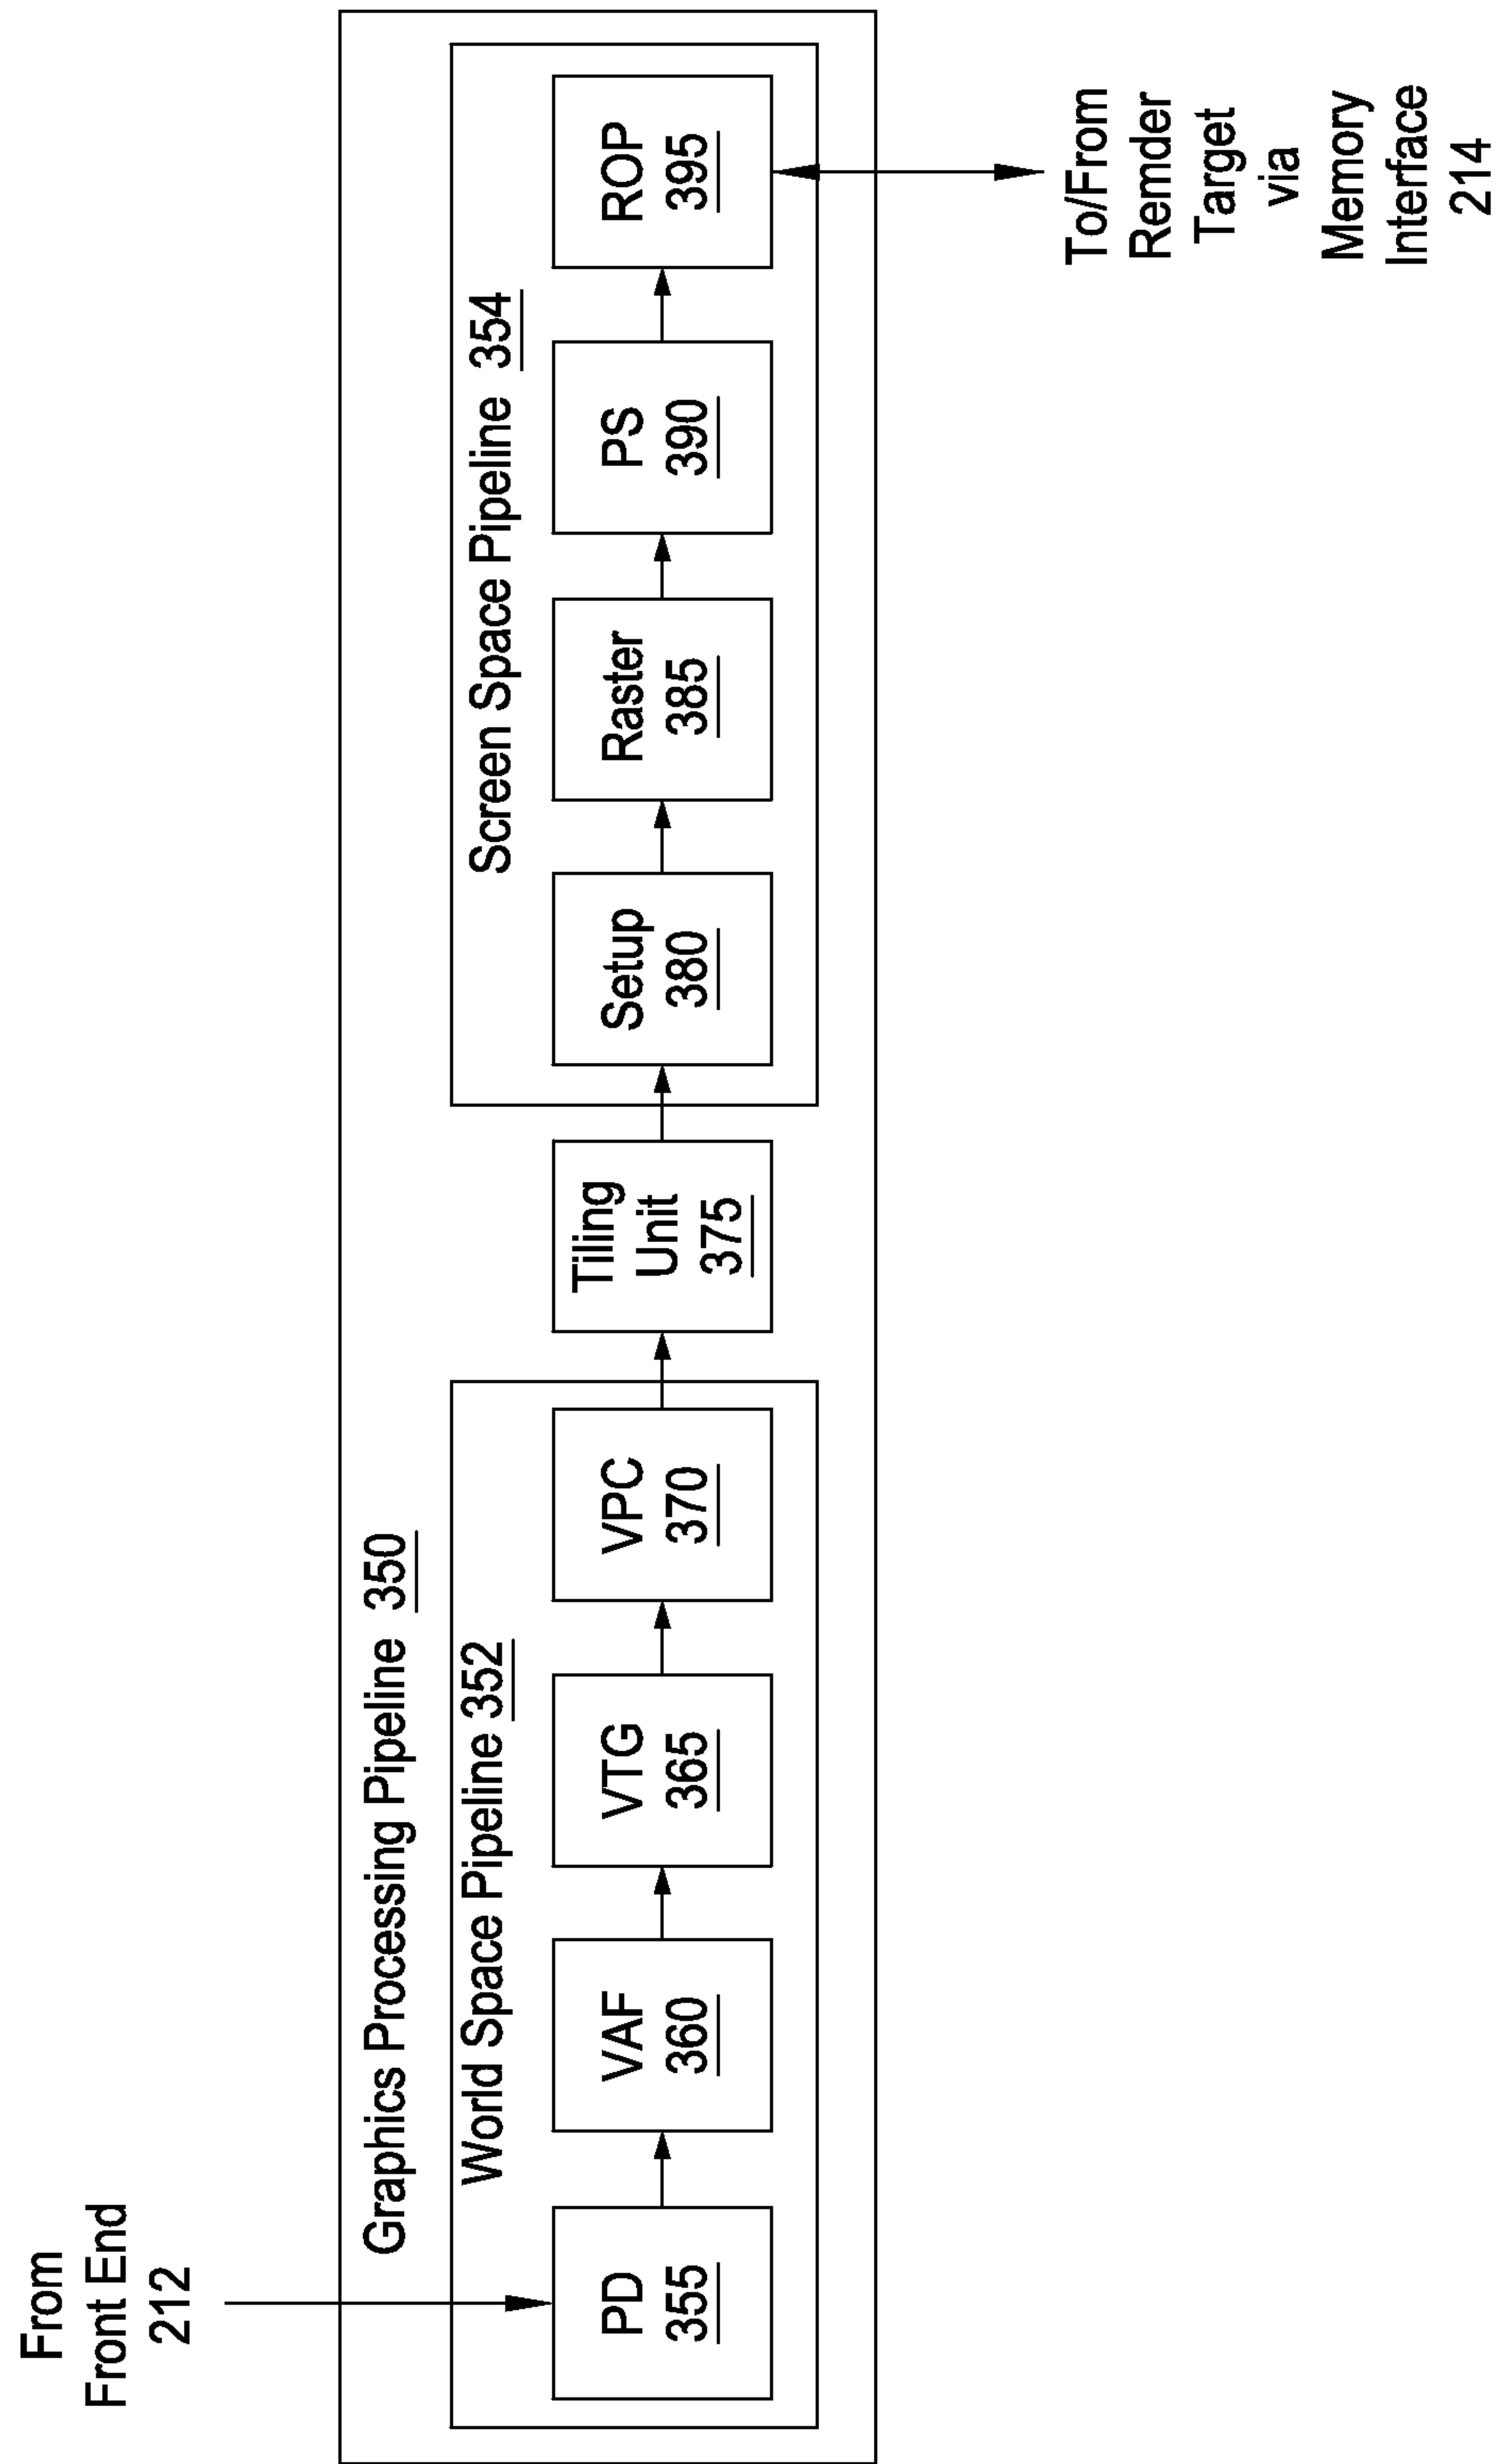 From
Front End
212
Graphics Processing Pipeline 350
World Space Pipeline 352
PD
355
VAF
360
VTG
365
VPC
370
Tiling
Unit
375
Screen Space Pipeline 354
Setup
380
Raster
385
PS
390
ROP
395
To/From
Remder
Target
via
Memory
Interface
214